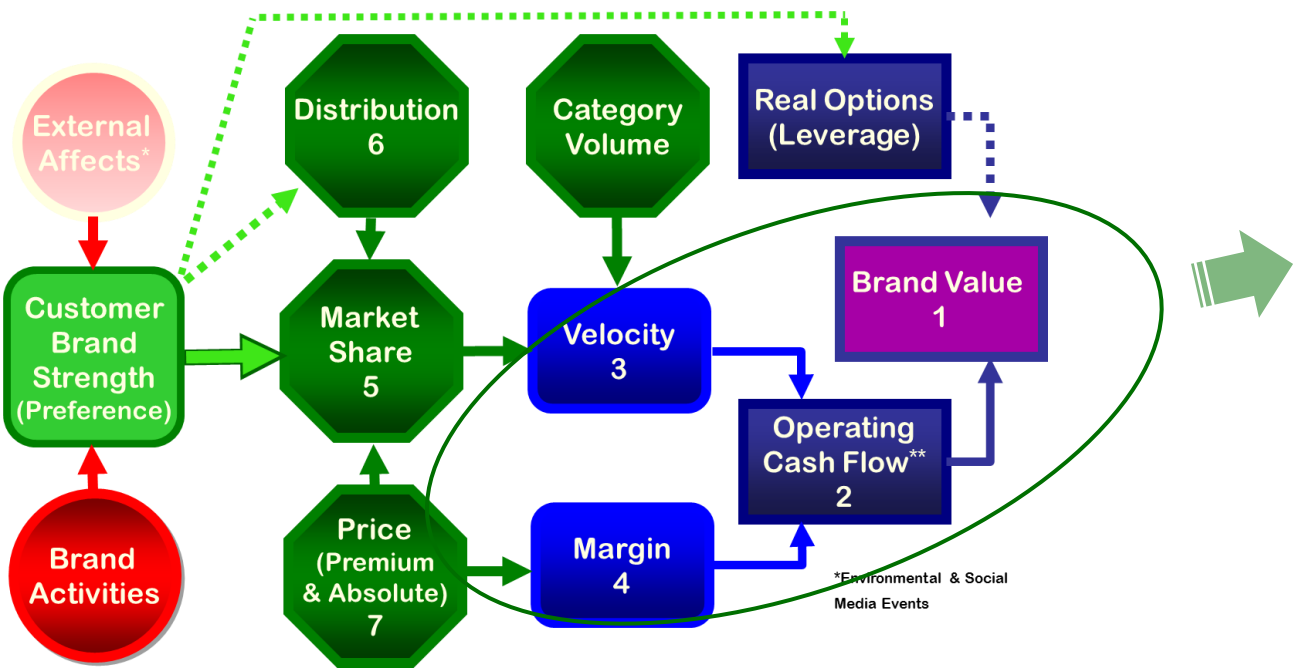 External
Affects*
Distribution
6
Category
Volume
Real Options
(Leverage)
Customer
Brand
Strength
(Preference)
Market
Share
5
Velocity
3
Brand Value
1
Operating
Cash Flow**
2
Brand
Activities
Price
(Premium
& Absolute)
7
Margin
4
*Environmental & Social
Media Events